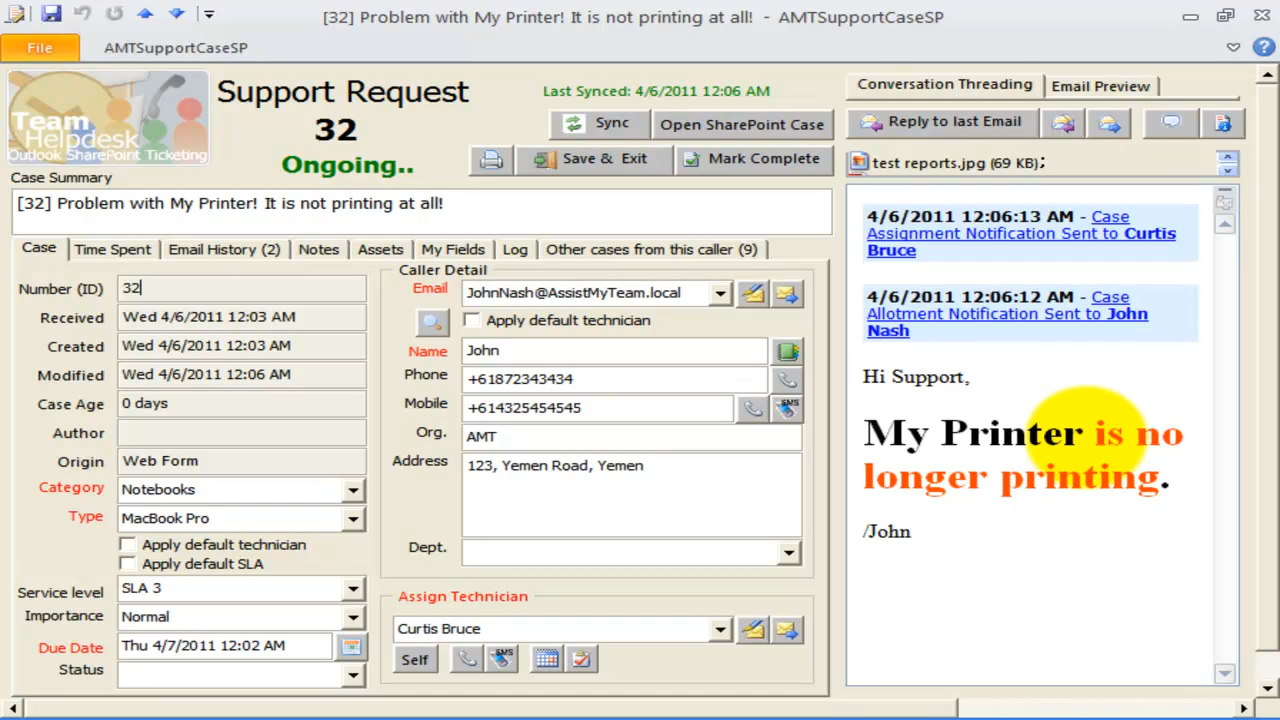 [32] Problem with My Printer! It is not printing at all! - AMTSupportCaseSP
File
AMTSupportCaseSP
Team
Helpdesk
Outlook SharePoint Ticketing
Support Request
32
Ongoing..
Last Synced: 4/6/2011 12:06 AM
Sync
Open SharePoint Case
Save & Exit
Mark Complete
Case Summary
[32] Problem with My Printer! It is not printing at all!
Case
Time Spent
Email History (2)
Notes
Assets
My Fields
Log
Other cases from this caller (9)
Number (ID) 32
Received Wed 4/6/2011 12:03 AM
Created Wed 4/6/2011 12:03 AM
Modified Wed 4/6/2011 12:06 AM
Case Age 0 days
Author
Origin Web Form
Category Notebooks
Type MacBook Pro
Apply default technician
Apply default SLA
Service level SLA 3
Importance Normal
Due Date Thu 4/7/2011 12:02 AM
Status
Caller Detail
Email JohnNash@AssistMyTeam.local
Apply default technician
Name John
Phone +61872343434
Mobile +614325454545
SMS
Org. AMT
Address 123, Yemen Road, Yemen
Dept.
Assign Technician
Curtis Bruce
Self
SMS
Conversation Threading
Email Preview
Reply to last Email
test reports.jpg (69 KB);
4/6/2011 12:06:13 AM - Case
Assignment Notification Sent to Curtis
Bruce
4/6/2011 12:06:12 AM - Case
Allotment Notification Sent to John
Nash
Hi Support,
My Printer is no
longer printing.
/John